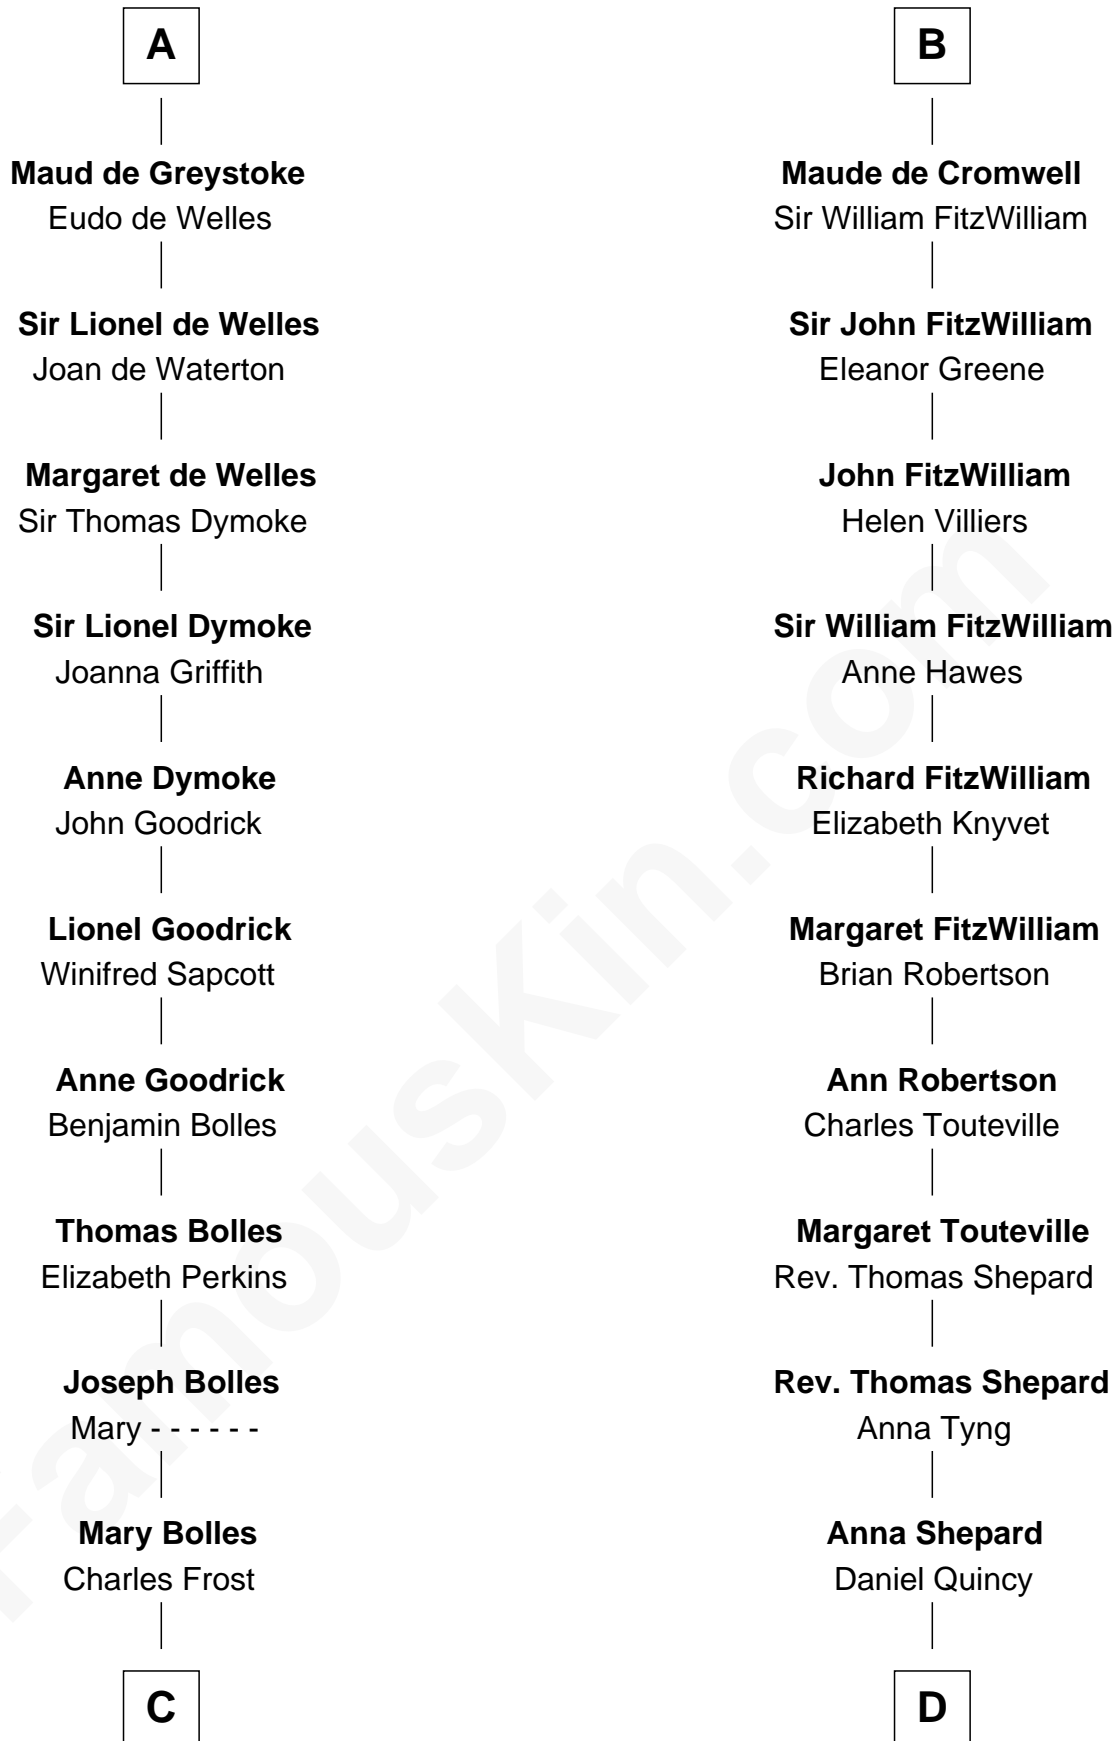 A
Maud de Greystoke
Eudo de Welles
Sir Lionel de Welles
Joan de Waterton
Margaret de Welles
Sir Thomas Dymoke
Sir Lionel Dymoke
Joanna Griffith
Anne Dymoke
John Goodrick
Lionel Goodrick
Winifred Sapcott
Anne Goodrick
Benjamin Bolles
Thomas Bolles
Elizabeth Perkins
Joseph Bolles
Mary - - - - - -
Mary Bolles
Charles Frost
C
B
Maude de Cromwell
Sir William FitzWilliam
Sir John FitzWilliam
Eleanor Greene
John FitzWilliam
Helen Villiers
Sir William FitzWilliam
Anne Hawes
Richard FitzWilliam
Elizabeth Knyvet
Margaret FitzWilliam
Brian Robertson
Ann Robertson
Charles Touteville
Margaret Touteville
Rev. Thomas Shepard
Rev. Thomas Shepard
Anna Tyng
Anna Shepard
Daniel Quincy
D
FamousKin.com